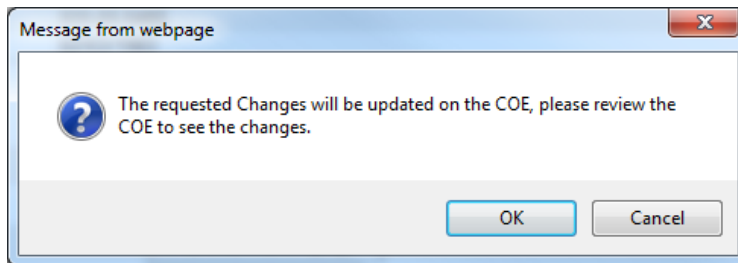 Message from webpage
The requested Changes will be updated on the COE, please review the
COE to see the changes.
OK
Cancel